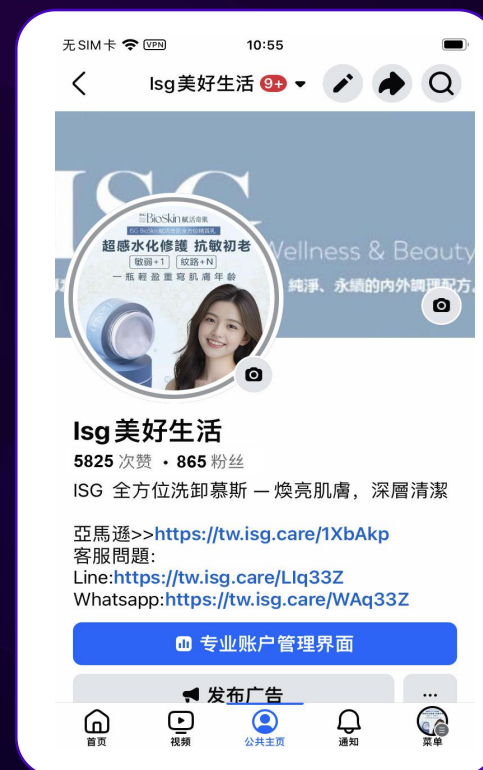 无SIM卡 VPN 10:55
Isg美好生活 9+
ISG
BioSkin 賦活奇肌
超感水化修護 抗敏初老
敏弱+1 紋路+N
一瓶輕盈重寫肌膚年齡
Wellness & Beauty
純淨、永續的内外調理配方。
Isg美好生活
5825 次赞 · 865 粉丝
ISG 全方位洗卸慕斯 — 煥亮肌膚，深層清潔
亞馬遜>>https://tw.isg.care/1XbAkp
客服問題:
Line:https://tw.isg.care/LIq33Z
Whatsapp:https://tw.isg.care/WAq33Z
专业账户管理界面
发布广告 ...
首页 视频 公共主页 通知 菜单